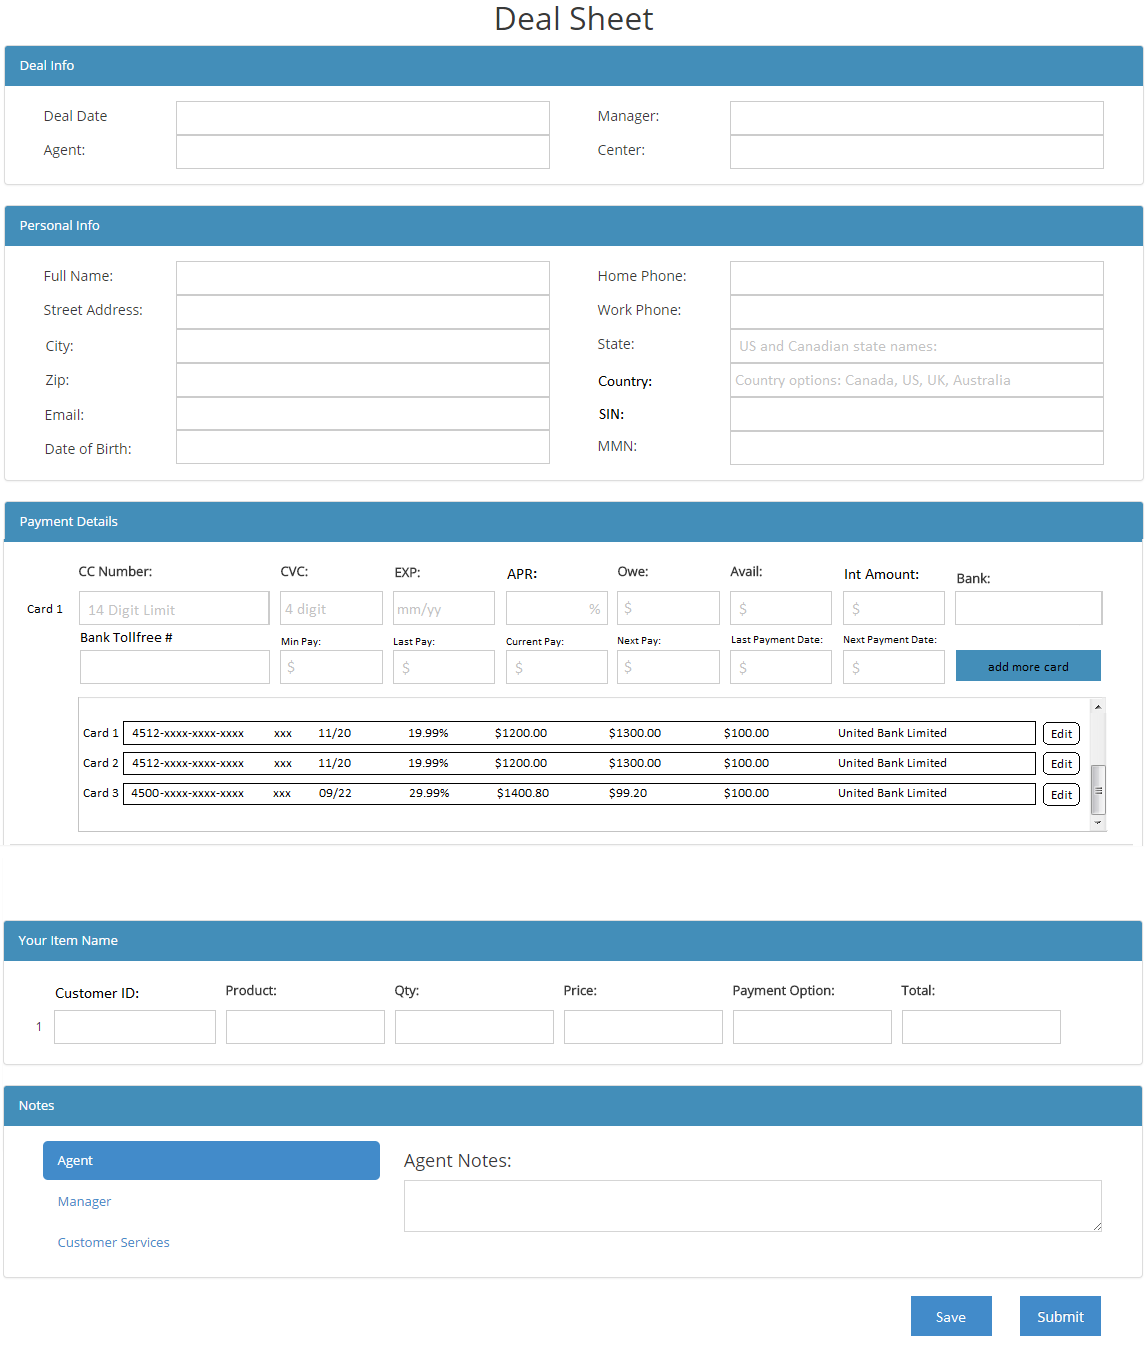 Deal Sheet
Deal Info
Deal Date Manager:
Agent: Center:
Personal Info
Full Name: Home Phone:
Street Address: Work Phone:
City: State: US and Canadian state names:
Zip: Country: Country options: Canada, US, UK, Australia
Email: SIN:
Date of Birth: MMN:
Payment Details
CC Number: CVC: EXP: APR: Owe: Avail: Int Amount: Bank:
Card 1 14 Digit Limit 4 digit mm/yy % $ $ $
Bank Tollfree # Min Pay: Last Pay: Current Pay: Next Pay: Last Payment Date: Next Payment Date:
$ $ $ $ $ $ add more card
Card 1 4512-xxxx-xxxx-xxxx xxx 11/20 19.99% $1200.00 $1300.00 $100.00 United Bank Limited Edit
Card 2 4512-xxxx-xxxx-xxxx xxx 11/20 19.99% $1200.00 $1300.00 $100.00 United Bank Limited Edit
Card 3 4500-xxxx-xxxx-xxxx xxx 09/22 29.99% $1400.80 $99.20 $100.00 United Bank Limited Edit
Your Item Name
Customer ID: Product: Qty: Price: Payment Option: Total:
1
Notes
Agent Agent Notes:
Manager
Customer Services
Save Submit